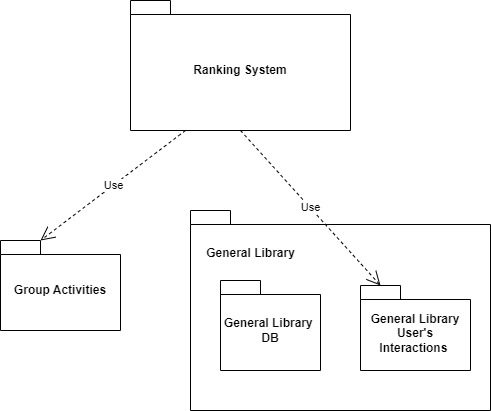 Ranking System
Use
Use
General Library
Group Activities
General Library
DB
General Library
User's
Interactions